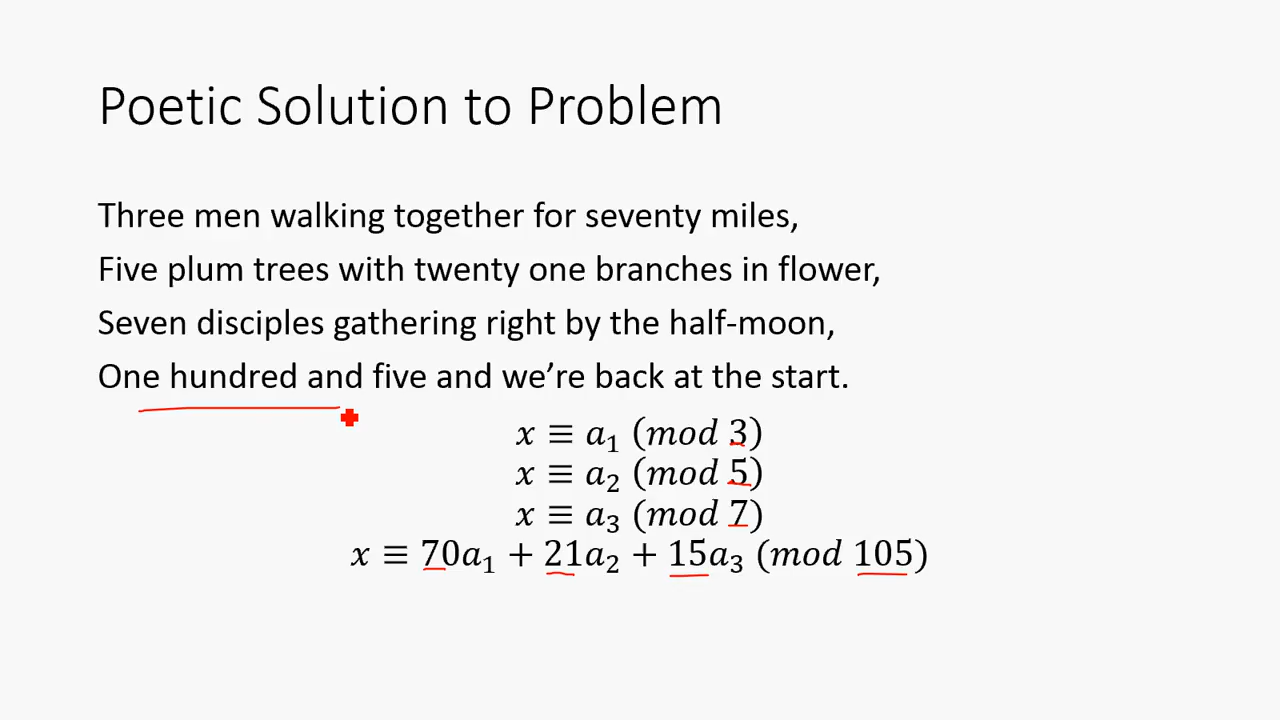 Poetic Solution to Problem
Three men walking together for seventy miles,
Five plum trees with twenty one branches in flower,
Seven disciples gathering right by the half-moon,
One hundred and five and we’re back at the start.
x ≡ a₁ (mod 3)
x ≡ a₂ (mod 5)
x ≡ a₃ (mod 7)
x ≡ 70a₁ + 21a₂ + 15a₃ (mod 105)